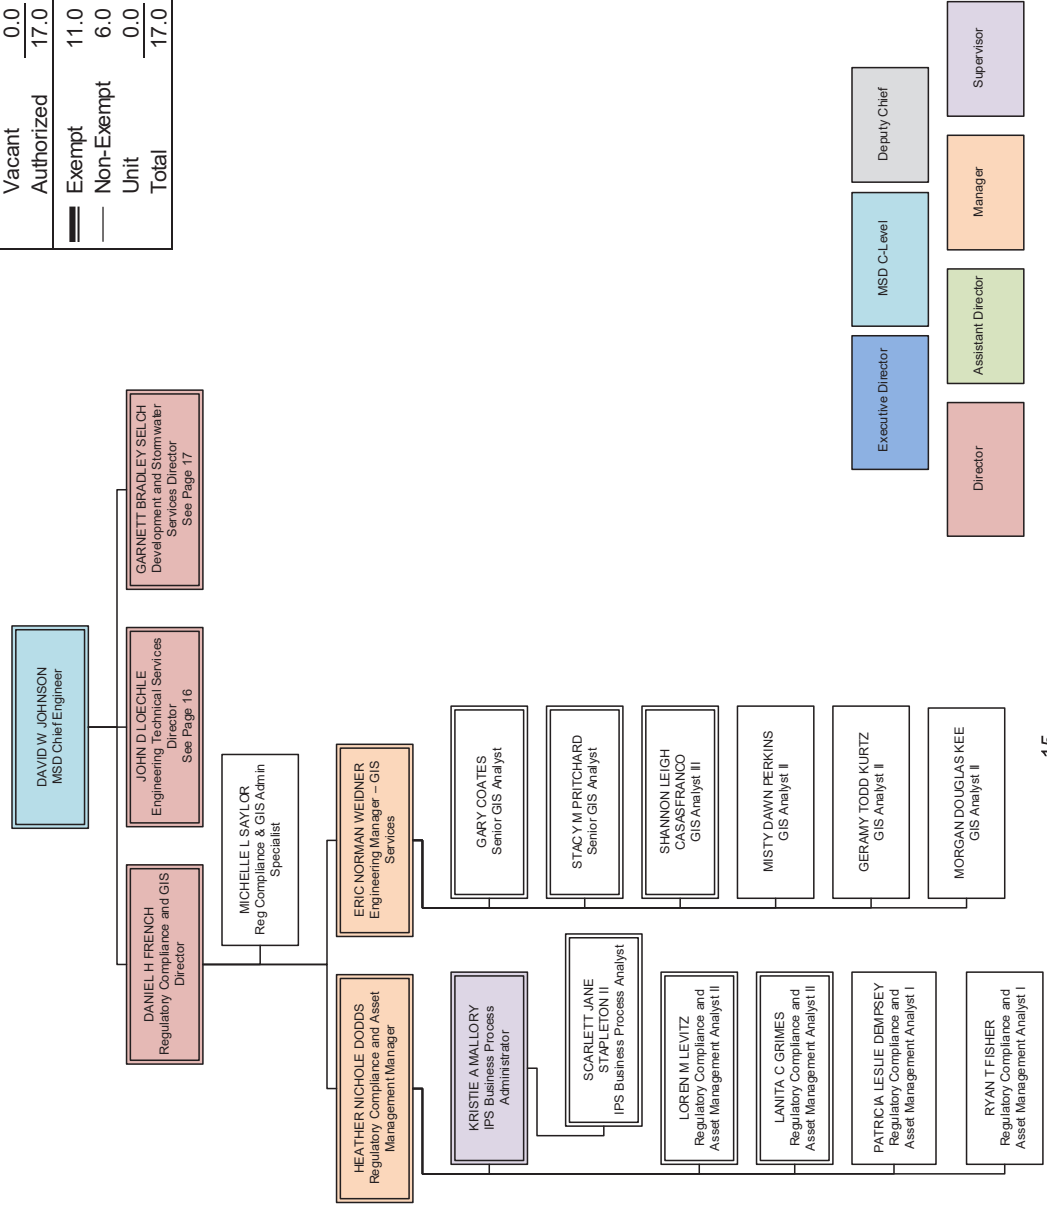 Vacant 0.0
Authorized 17.0
Exempt 11.0
Non-Exempt 6.0
Unit 0.0
Total 17.0
DAVID W JOHNSON
MSD Chief Engineer
DANIEL H FRENCH
Regulatory Compliance and GIS
Director
JOHN D LOECHLE
Engineering Technical Services
Director
See Page 16
GARNETT BRADLEY SELCH
Development and Stormwater
Services Director
See Page 17
MICHELLE L SAYLOR
Reg Compliance & GIS Admin
Specialist
HEATHER NICHOLE DODDS
Regulatory Compliance and Asset
Management Manager
ERIC NORMAN WEIDNER
Engineering Manager – GIS
Services
KRISTIE A MALLORY
IPS Business Process
Administrator
SCARLETT JANE
STAPLETON II
IPS Business Process Analyst
LOREN M LEVITZ
Regulatory Compliance and
Asset Management Analyst II
LANITA C GRIMES
Regulatory Compliance and
Asset Management Analyst II
PATRICIA LESLIE DEMPSEY
Regulatory Compliance and
Asset Management Analyst I
RYAN T FISHER
Regulatory Compliance and
Asset Management Analyst I
GARY COATES
Senior GIS Analyst
STACY M PRITCHARD
Senior GIS Analyst
SHANNON LEIGH
CASASFRANCO
GIS Analyst III
MISTY DAWN PERKINS
GIS Analyst II
GERAMY TODD KURTZ
GIS Analyst II
MORGAN DOUGLAS KEE
GIS Analyst II
Executive Director
MSD C-Level
Deputy Chief
Director
Assistant Director
Manager
Supervisor